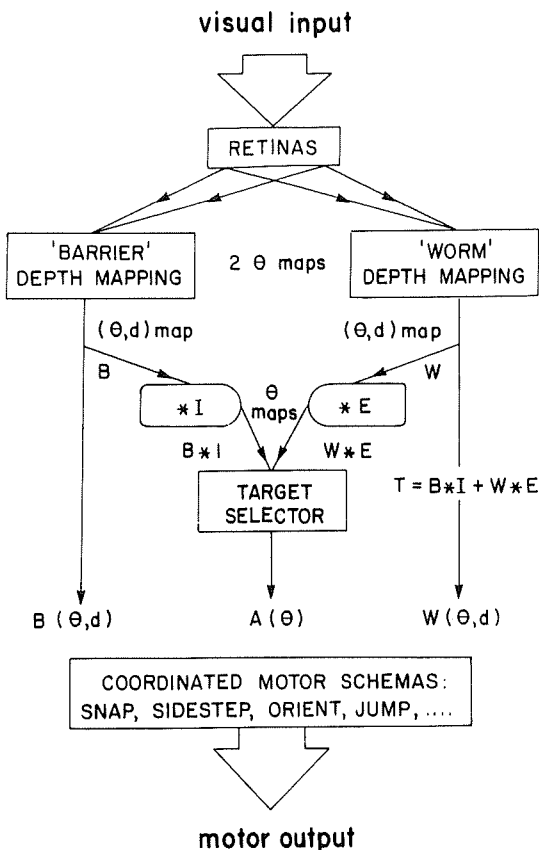 visual input
RETINAS
'BARRIER'
DEPTH MAPPING
2 θ maps
'WORM'
DEPTH MAPPING
(θ,d) map
(θ,d) map
B
W
* I
θ
maps
* E
B * I
W * E
TARGET
SELECTOR
T = B*I + W*E
B (θ,d)
A(θ)
W(θ,d)
COORDINATED MOTOR SCHEMAS:
SNAP, SIDESTEP, ORIENT, JUMP, ....
motor output